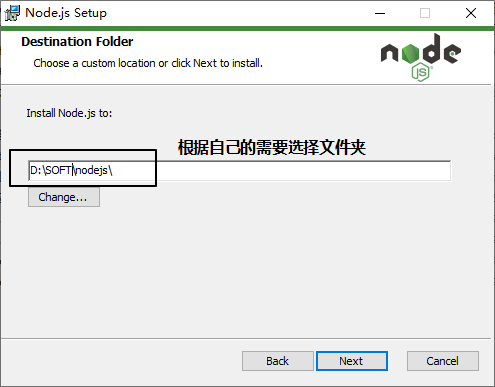 Node.js Setup
Destination Folder
Choose a custom location or click Next to install.
node
JS
Install Node.js to:
根据自己的需要选择文件夹
D:\SOFT\nodejs\
Change...
Back
Next
Cancel